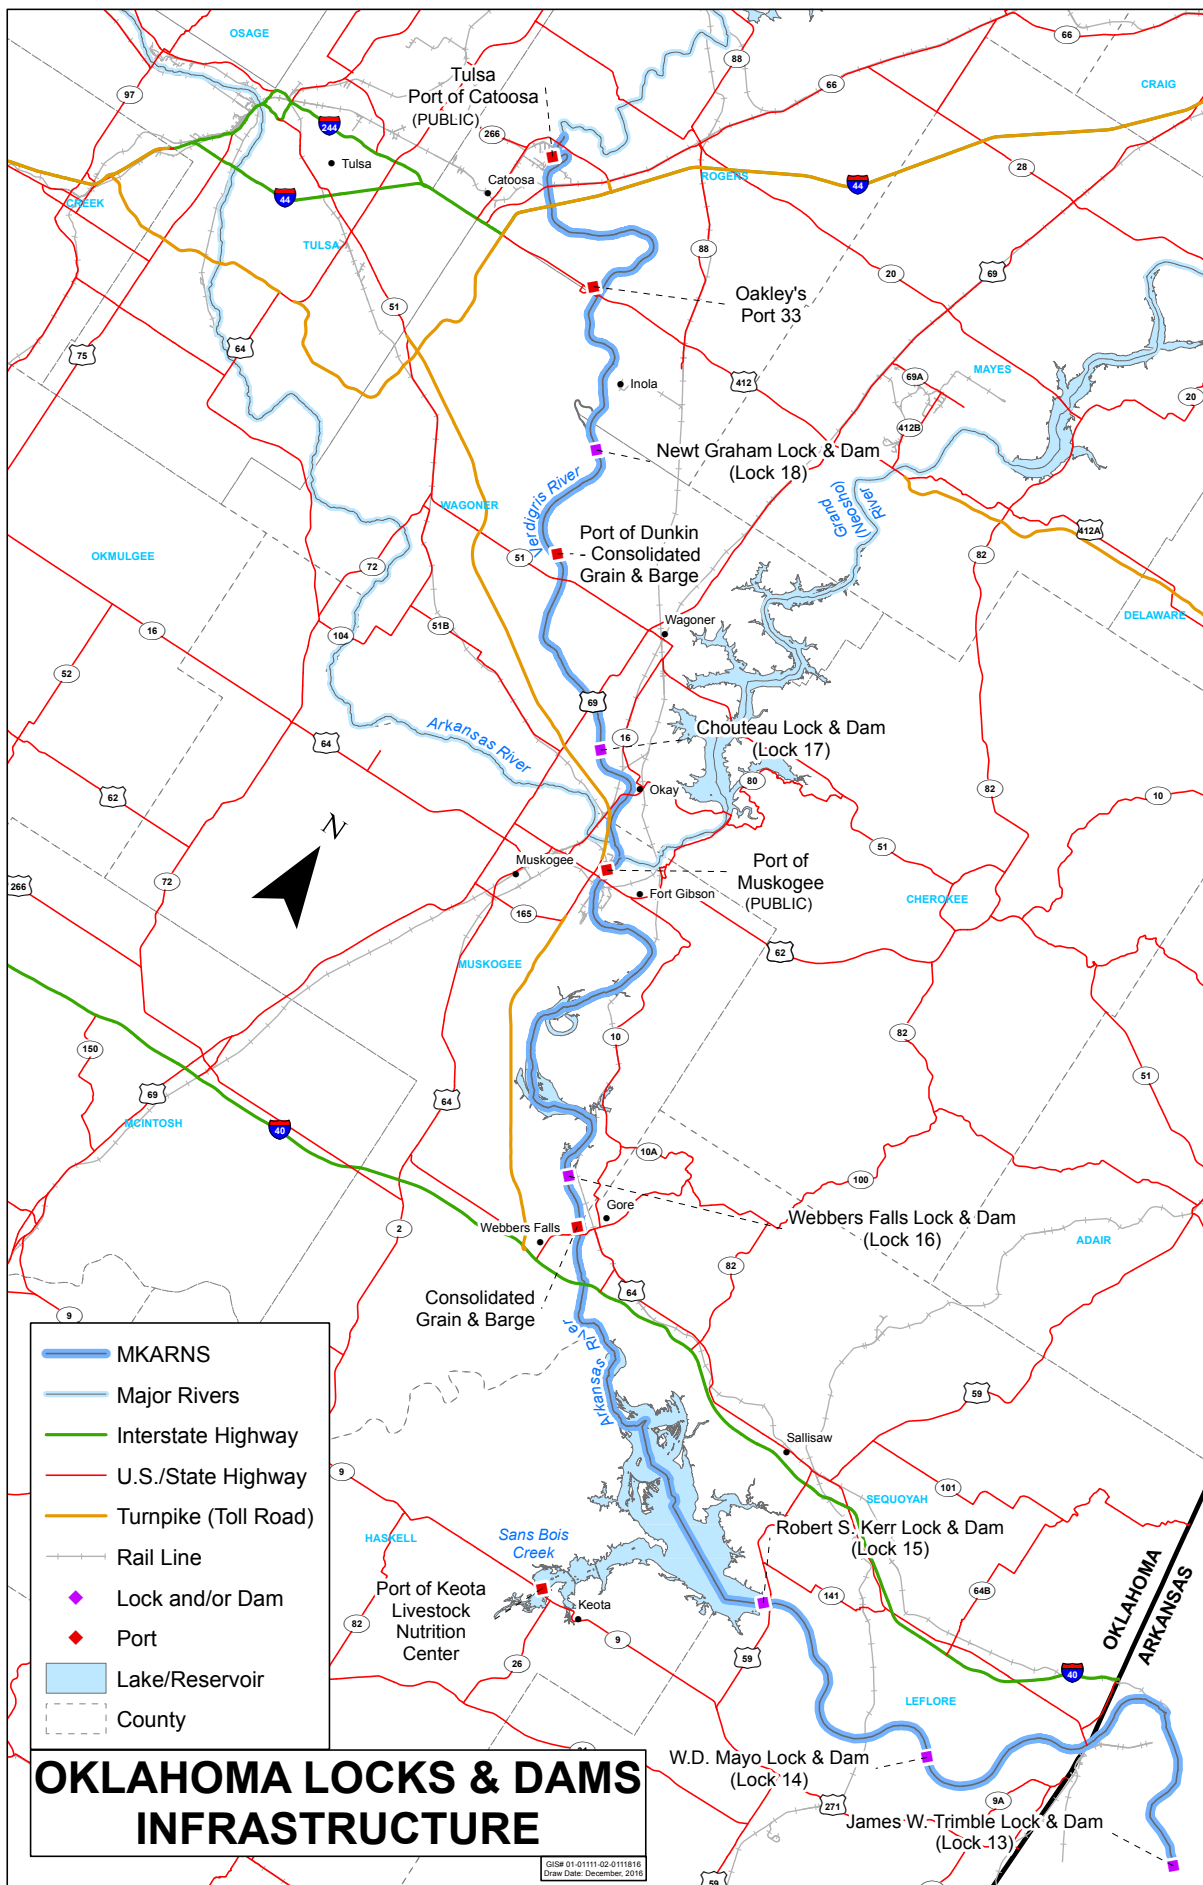 OSAGE
66
88
CRAIG
Tulsa
Port of Catoosa
(PUBLIC)
97
66
266
244
Tulsa
28
Catoosa
ROGERS
44
44
CREEK
TULSA
88
20
69
Oakley's
Port 33
51
64
75
MAYES
69A
412
Inola
20
412B
Newt Graham Lock & Dam
(Lock 18)
Verdigris River
Grand
(Neosho)
River
WAGONER
412A
Port of Dunkin
- Consolidated
Grain & Barge
51
82
OKMULGEE
72
DELAWARE
16
104
51B
Wagoner
52
69
Arkansas River
Chouteau Lock & Dam
(Lock 17)
64
16
80
Okay
62
82
10
N
51
Muskogee
Port of
Muskogee
(PUBLIC)
72
266
Fort Gibson
CHEROKEE
165
62
MUSKOGEE
82
10
150
51
69
64
MCINTOSH
40
10A
100
Gore
2
Webbers Falls
Webbers Falls Lock & Dam
(Lock 16)
ADAIR
82
64
Consolidated
Grain & Barge
9
Arkansas River
MKARNS
Major Rivers
59
Interstate Highway
Sallisaw
U.S./State Highway
9
101
SEQUOYAH
Turnpike (Toll Road)
Robert S. Kerr Lock & Dam
(Lock 15)
HASKELL
Sans Bois
Creek
Rail Line
Port of Keota
Livestock
Nutrition
Center
64B
Lock and/or Dam
141
Keota
OKLAHOMA
ARKANSAS
82
Port
9
59
26
40
Lake/Reservoir
LEFLORE
County
W.D. Mayo Lock & Dam
(Lock 14)
OKLAHOMA LOCKS & DAMS
INFRASTRUCTURE
9A
271
James W. Trimble Lock & Dam
(Lock 13)
GIS# 01-01111-02-0111816
Draw Date: December, 2016
59